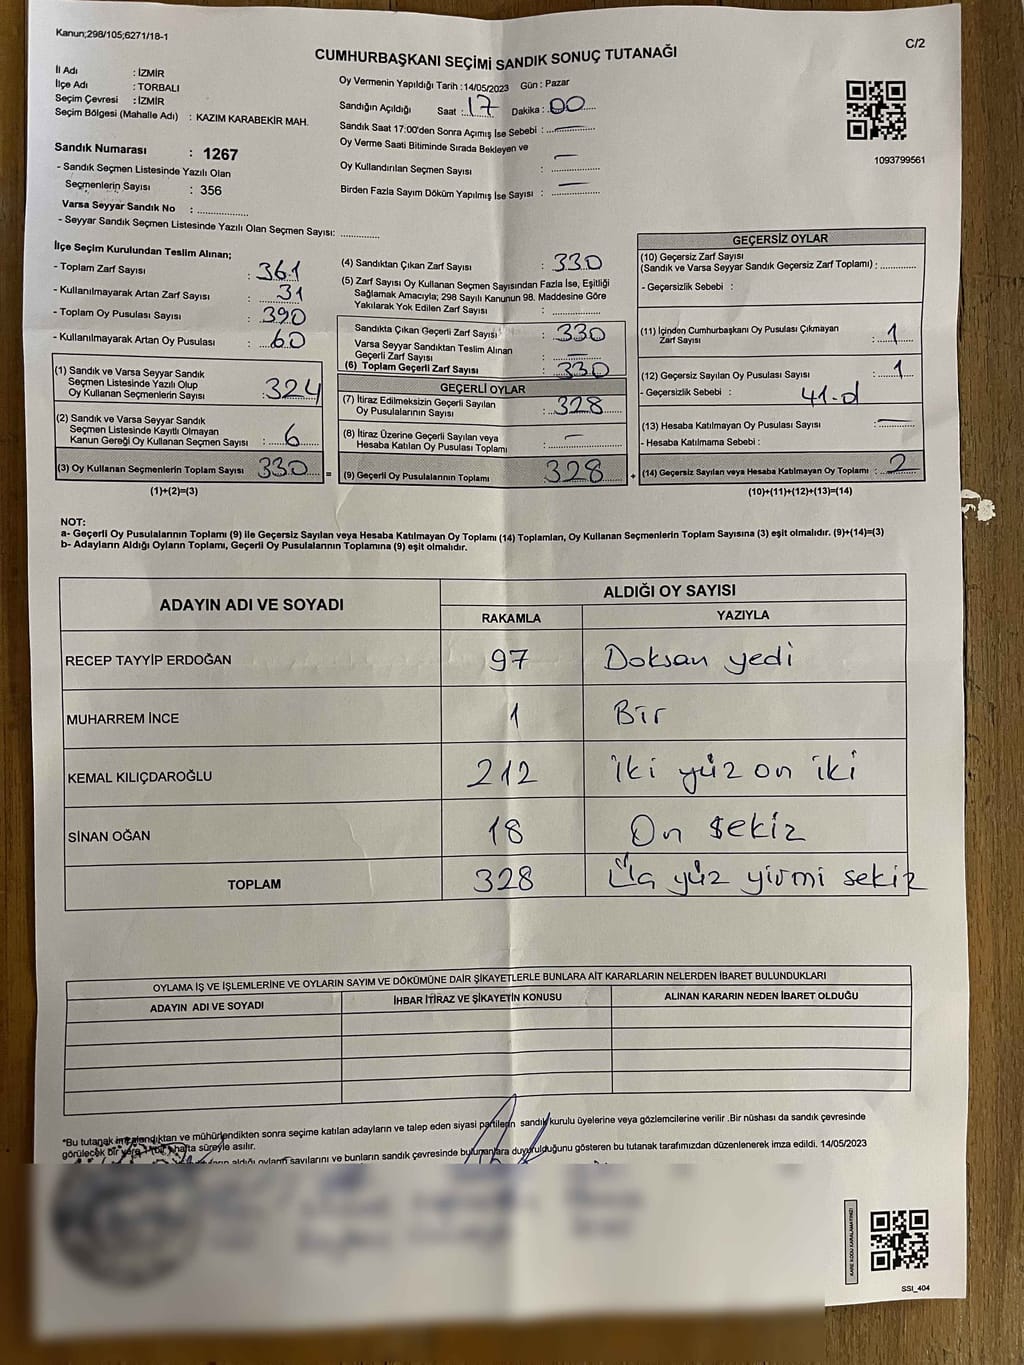 Kanun;298/105;6271/18-1
C/2
CUMHURBAŞKANI SEÇİMİ SANDIK SONUÇ TUTANAĞI
İl Adı : İZMİR
İlçe Adı : TORBALI
Seçim Çevresi : İZMİR
Seçim Bölgesi (Mahalle Adı) : KAZIM KARABEKİR MAH.
Sandık Numarası : 1267
- Sandık Seçmen Listesinde Yazılı Olan
Seçmenlerin Sayısı : 356
Varsa Seyyar Sandık No : ..................
- Seyyar Sandık Seçmen Listesinde Yazılı Olan Seçmen Sayısı: ..............
Oy Vermenin Yapıldığı Tarih :14/05/2023 Gün : Pazar
Sandığın Açıldığı Saat : 17 Dakika : 00
Sandık Saat 17:00'den Sonra Açımış İse Sebebi : —
Oy Verme Saati Bitiminde Sırada Bekleyen ve
Oy Kullandırılan Seçmen Sayısı : —
Birden Fazla Sayım Döküm Yapılmış İse Sayısı : —
1093799561
İlçe Seçim Kurulundan Teslim Alınan;
- Toplam Zarf Sayısı : 361
- Kullanılmayarak Artan Zarf Sayısı : 31
- Toplam Oy Pusulası Sayısı : 390
- Kullanılmayarak Artan Oy Pusulası : 60
(1) Sandık ve Varsa Seyyar Sandık
Seçmen Listesinde Yazılı Olup
Oy Kullanan Seçmenlerin Sayısı : 324
(2) Sandık ve Varsa Seyyar Sandık
Seçmen Listesinde Kayıtlı Olmayan
Kanun Gereği Oy Kullanan Seçmen Sayısı : 6
(3) Oy Kullanan Seçmenlerin Toplam Sayısı 330 =
(1)+(2)=(3)
(4) Sandıktan Çıkan Zarf Sayısı : 330
(5) Zarf Sayısı Oy Kullanan Seçmen Sayısından Fazla İse, Eşitliği
Sağlamak Amacıyla; 298 Sayılı Kanunun 98. Maddesine Göre
Yakılarak Yok Edilen Zarf Sayısı : ..............
Sandıkta Çıkan Geçerli Zarf Sayısı : 330
Varsa Seyyar Sandıktan Teslim Alınan
Geçerli Zarf Sayısı : —
(6) Toplam Geçerli Zarf Sayısı : 330
GEÇERLİ OYLAR
(7) İtiraz Edilmeksizin Geçerli Sayılan
Oy Pusulalarının Sayısı : 328
(8) İtiraz Üzerine Geçerli Sayılan veya
Hesaba Katılan Oy Pusulası Toplamı : —
(9) Geçerli Oy Pusulalarının Toplamı 328 +
GEÇERSİZ OYLAR
(10) Geçersiz Zarf Sayısı
(Sandık ve Varsa Seyyar Sandık Geçersiz Zarf Toplamı) : .............
- Geçersizlik Sebebi :
(11) İçinden Cumhurbaşkanı Oy Pusulası Çıkmayan
Zarf Sayısı : 1
(12) Geçersiz Sayılan Oy Pusulası Sayısı : 1
- Geçersizlik Sebebi : 41.d
(13) Hesaba Katılmayan Oy Pusulası Sayısı : —
- Hesaba Katılmama Sebebi :
(14) Geçersiz Sayılan veya Hesaba Katılmayan Oy Toplamı : 2
(10)+(11)+(12)+(13)=(14)
NOT:
a- Geçerli Oy Pusulalarının Toplamı (9) ile Geçersiz Sayılan veya Hesaba Katılmayan Oy Toplamı (14) Toplamları, Oy Kullanan Seçmenlerin Toplam Sayısına (3) eşit olmalıdır. (9)+(14)=(3)
b- Adayların Aldığı Oyların Toplamı, Geçerli Oy Pusulalarının Toplamına (9) eşit olmalıdır.
ADAYIN ADI VE SOYADI ALDIĞI OY SAYISI
RAKAMLA YAZIYLA
RECEP TAYYİP ERDOĞAN 97 Doksan yedi
MUHARREM İNCE 1 Bir
KEMAL KILIÇDAROĞLU 212 İki yüz on iki
SİNAN OĞAN 18 On sekiz
TOPLAM 328 Üç yüz yirmi sekiz
OYLAMA İŞ VE İŞLEMLERİNE VE OYLARIN SAYIM VE DÖKÜMÜNE DAİR ŞİKAYETLERLE BUNLARA AİT KARARLARIN NELERDEN İBARET BULUNDUKLARI
ADAYIN ADI VE SOYADI İHBAR İTİRAZ VE ŞİKAYETİN KONUSU ALINAN KARARIN NEDEN İBARET OLDUĞU
*Bu tutanak imzalandıktan ve mühürlendikten sonra seçime katılan adayların ve talep eden siyasi partilerin sandık kurulu üyelerine veya gözlemcilerine verilir .Bir nüshası da sandık çevresinde
görülecek bir yere 1 (bir) hafta süreyle asılır.
aldığı oyların sayılarını ve bunların sandık çevresinde bulunanlara duyurulduğunu gösteren bu tutanak tarafımızdan düzenlenerek imza edildi. 14/05/2023
KARE KODU KARALAMAYINIZ!
SSI_404